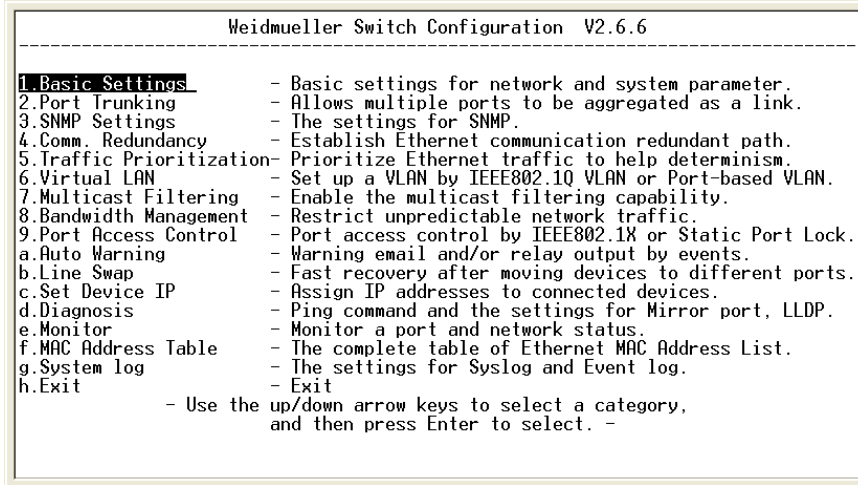 Weidmueller Switch Configuration  V2.6.6
--------------------------------------------------------------------------------
1.Basic Settings        - Basic settings for network and system parameter.
2.Port Trunking         - Allows multiple ports to be aggregated as a link.
3.SNMP Settings         - The settings for SNMP.
4.Comm. Redundancy      - Establish Ethernet communication redundant path.
5.Traffic Prioritization- Prioritize Ethernet traffic to help determinism.
6.Virtual LAN           - Set up a VLAN by IEEE802.1Q VLAN or Port-based VLAN.
7.Multicast Filtering   - Enable the multicast filtering capability.
8.Bandwidth Management  - Restrict unpredictable network traffic.
9.Port Access Control   - Port access control by IEEE802.1X or Static Port Lock.
a.Auto Warning          - Warning email and/or relay output by events.
b.Line Swap             - Fast recovery after moving devices to different ports.
c.Set Device IP         - Assign IP addresses to connected devices.
d.Diagnosis             - Ping command and the settings for Mirror port, LLDP.
e.Monitor               - Monitor a port and network status.
f.MAC Address Table     - The complete table of Ethernet MAC Address List.
g.System log            - The settings for Syslog and Event log.
h.Exit                  - Exit
- Use the up/down arrow keys to select a category,
and then press Enter to select. -